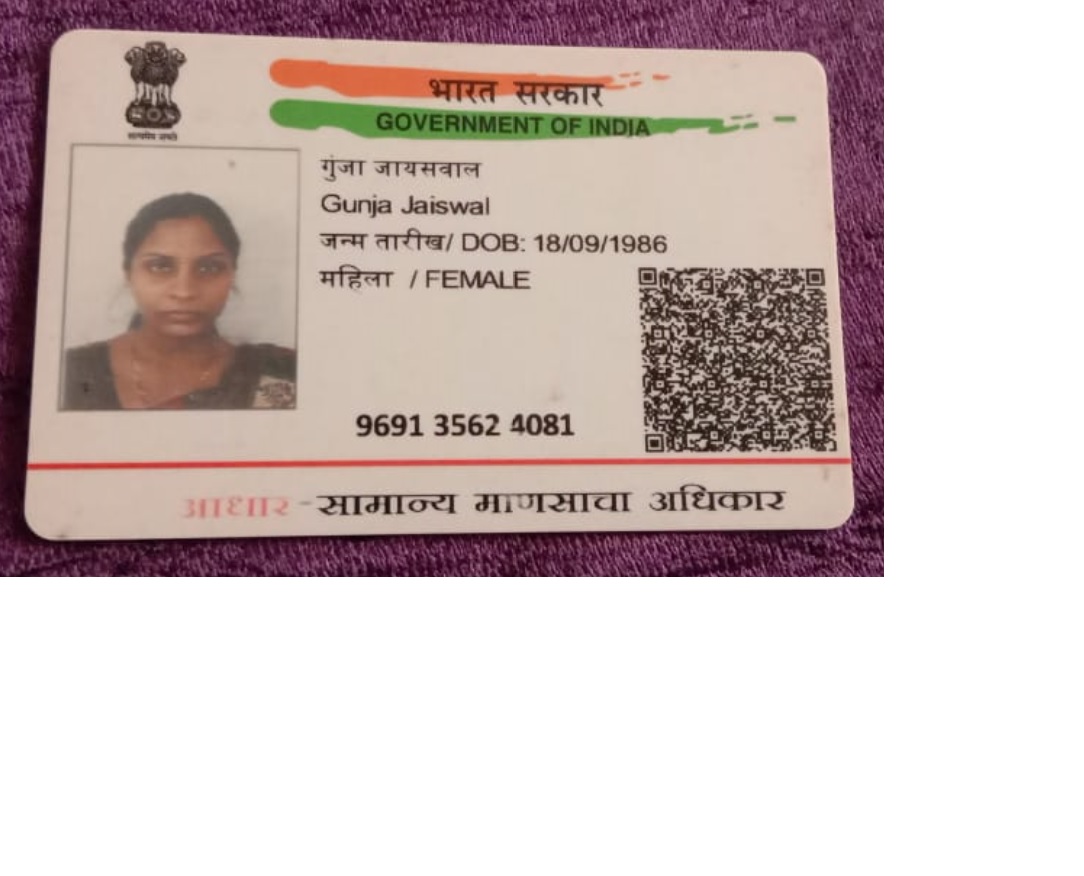 भारत सरकार
GOVERNMENT OF INDIA
सत्यमेव जयते
गुंजा जायसवाल
Gunja Jaiswal
जन्म तारीख/ DOB: 18/09/1986
महिला / FEMALE
9691 3562 4081
आधार - सामान्य माणसाचा अधिकार